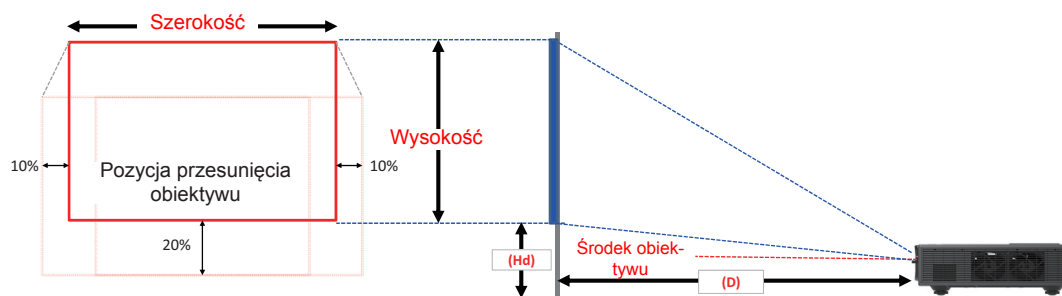 Szerokość
Wysokość
10%
Pozycja przesunięcia
obiektywu
10%
20%
(Hd)
Środek obiek-
tywu
(D)